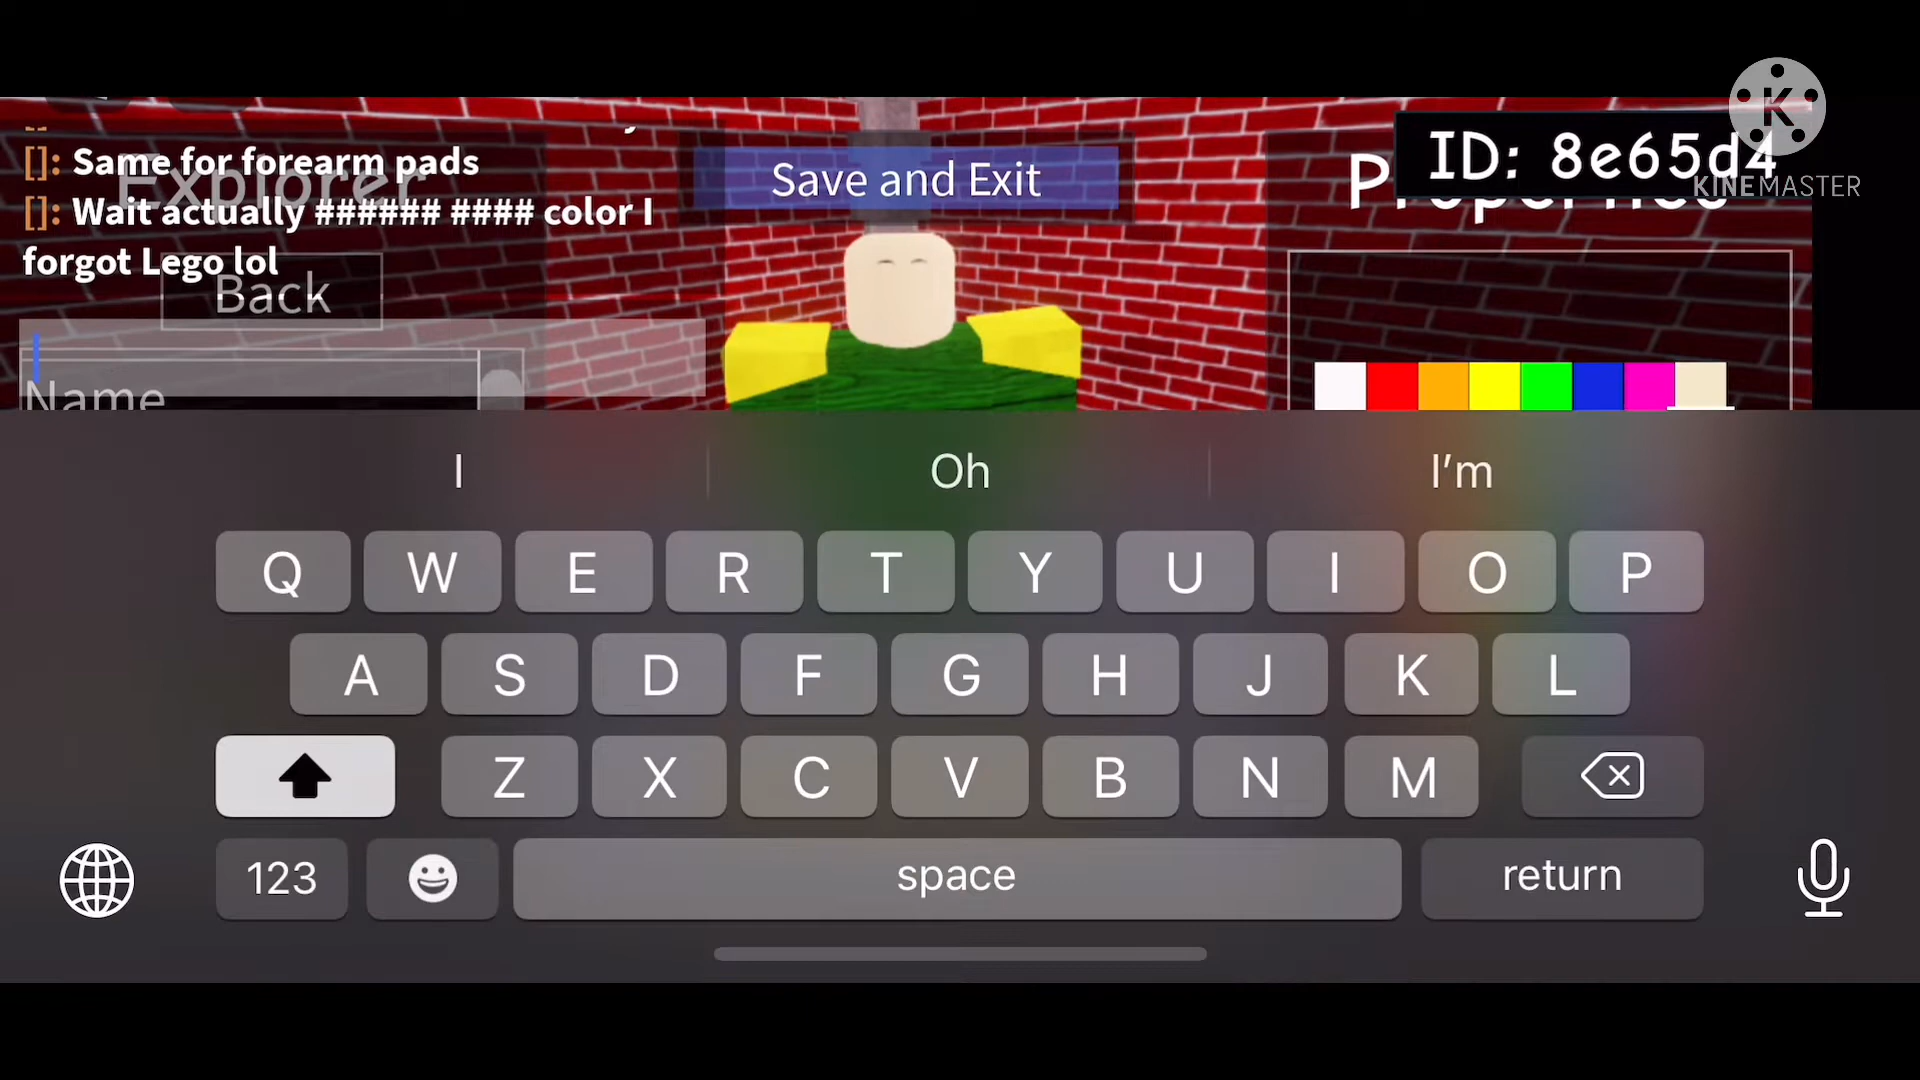 []: Same for forearm pads
[]: Wait actually ###### #### color I
forgot Lego lol
Explorer
Back
Name
Save and Exit
ID: 8e65d4
Properties
K
KINEMASTER
I
Oh
I'm
Q W E R T Y U I O P
A S D F G H J K L
Z X C V B N M
123
space
return